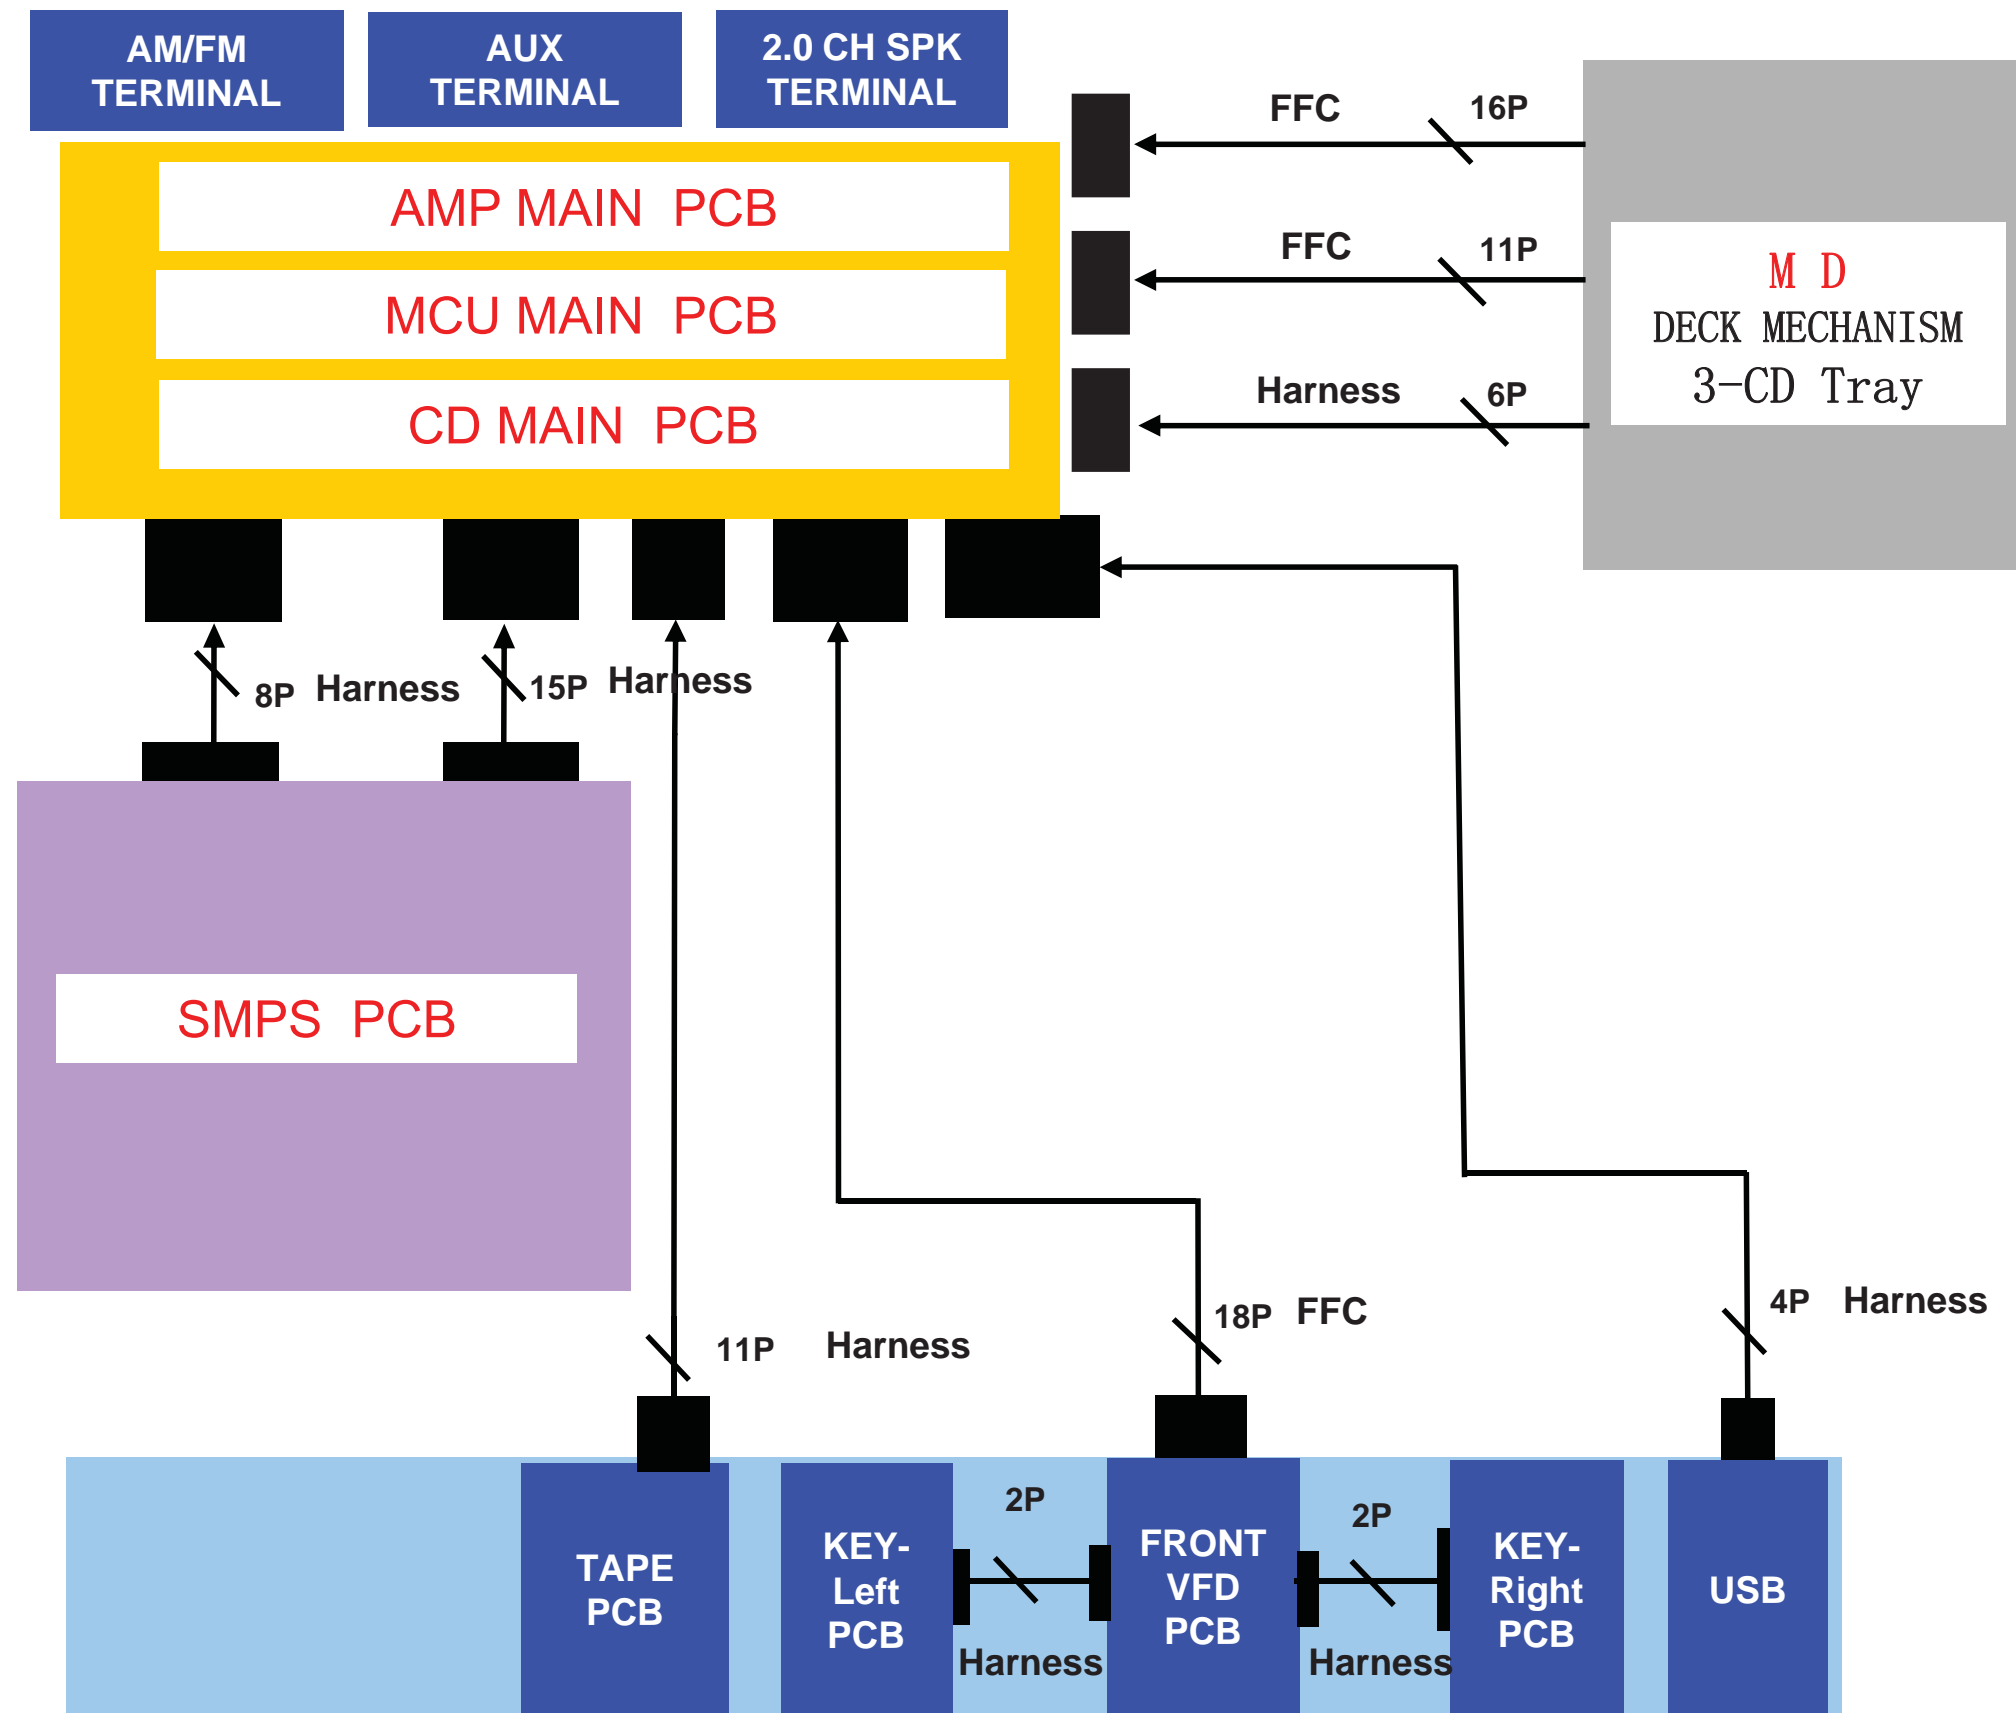 AM/FM
TERMINAL
AUX
TERMINAL
2.0 CH SPK
TERMINAL
AMP MAIN PCB
MCU MAIN PCB
CD MAIN PCB
FFC
16P
FFC
11P
Harness
6P
M D
DECK MECHANISM
3-CD Tray
8P Harness
15P Harness
SMPS PCB
11P Harness
18P FFC
4P Harness
TAPE
PCB
KEY-
Left
PCB
2P
Harness
FRONT
VFD
PCB
2P
Harness
KEY-
Right
PCB
USB